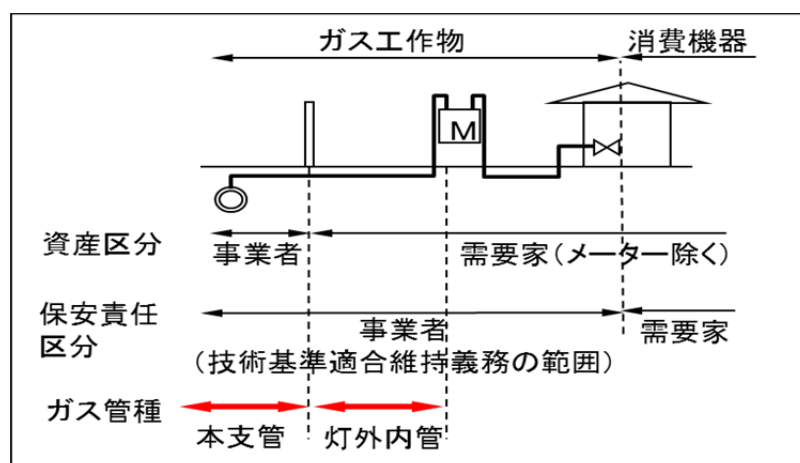 ガス工作物
消費機器
M
資産区分
事業者
需要家(メーター除く)
保安責任
区分
事業者
(技術基準適合維持義務の範囲)
需要家
ガス管種
本支管
灯外内管